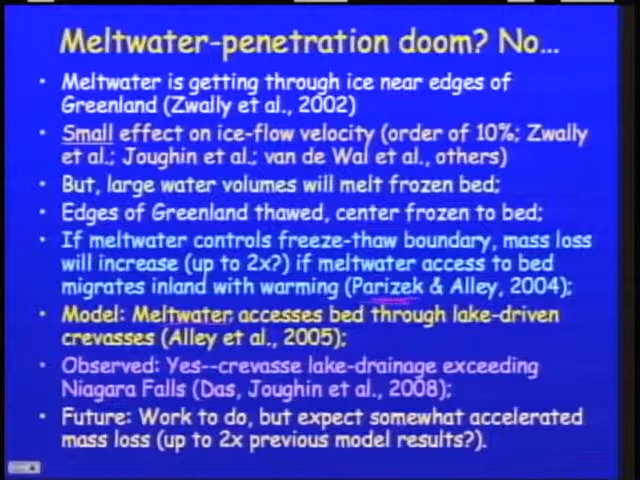 Meltwater-penetration doom? No…
• Meltwater is getting through ice near edges of
Greenland (Zwally et al., 2002)
• Small effect on ice-flow velocity (order of 10%; Zwally
et al.; Joughin et al.; van de Wal et al., others)
• But, large water volumes will melt frozen bed;
• Edges of Greenland thawed, center frozen to bed;
• If meltwater controls freeze-thaw boundary, mass loss
will increase (up to 2x?) if meltwater access to bed
migrates inland with warming (Parizek & Alley, 2004);
• Model: Meltwater accesses bed through lake-driven
crevasses (Alley et al., 2005);
• Observed: Yes--crevasse lake-drainage exceeding
Niagara Falls (Das, Joughin et al., 2008);
• Future: Work to do, but expect somewhat accelerated
mass loss (up to 2x previous model results?).